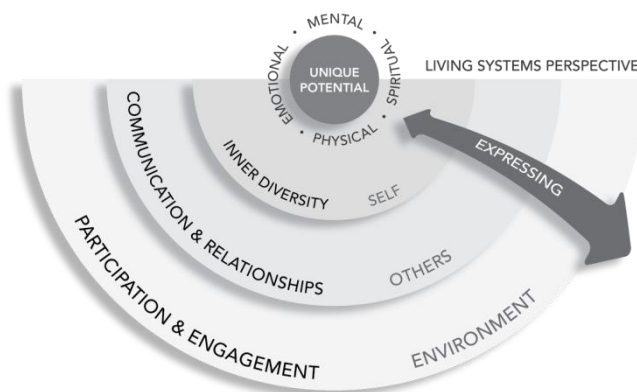 MENTAL • SPIRITUAL • PHYSICAL • EMOTIONAL •
UNIQUE
POTENTIAL
LIVING SYSTEMS PERSPECTIVE
EXPRESSING
INNER DIVERSITY
SELF
COMMUNICATION & RELATIONSHIPS
OTHERS
PARTICIPATION & ENGAGEMENT
ENVIRONMENT